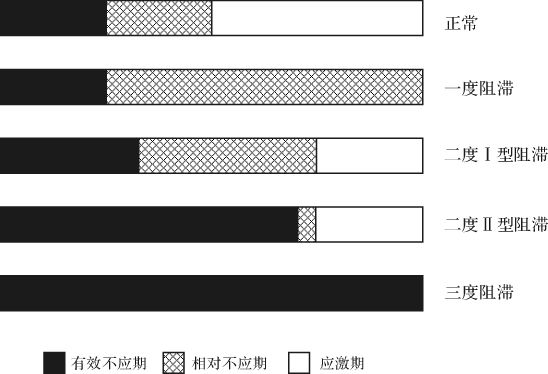 正常
一度阻滞
二度Ⅰ型阻滞
二度Ⅱ型阻滞
三度阻滞
有效不应期 相对不应期 应激期